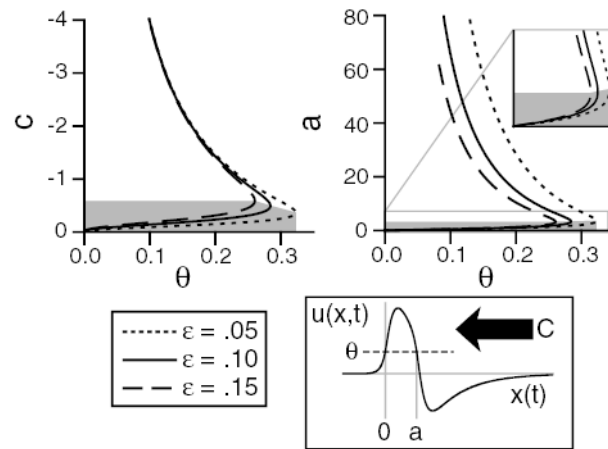 -4
-3
-2
-1
0
c
0.0 0.1 0.2 0.3
θ
80
60
40
20
0
a
0.0 0.1 0.2 0.3
θ
ε = .05
ε = .10
ε = .15
u(x,t)
C
θ
x(t)
0 a